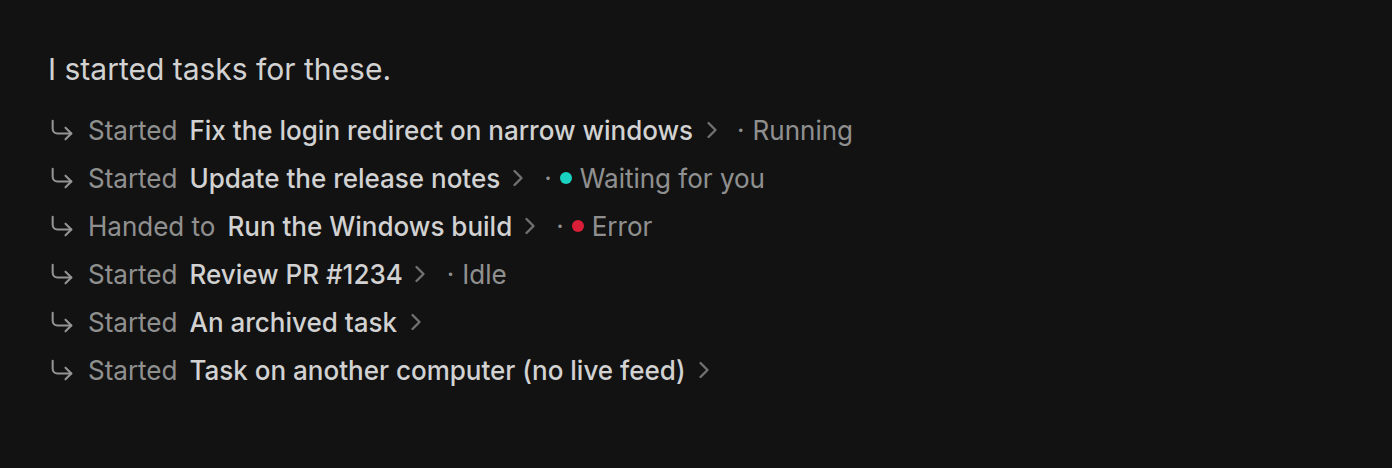 I started tasks for these.
Started Fix the login redirect on narrow windows > · Running
Started Update the release notes > · Waiting for you
Handed to Run the Windows build > · Error
Started Review PR #1234 > · Idle
Started An archived task >
Started Task on another computer (no live feed) >